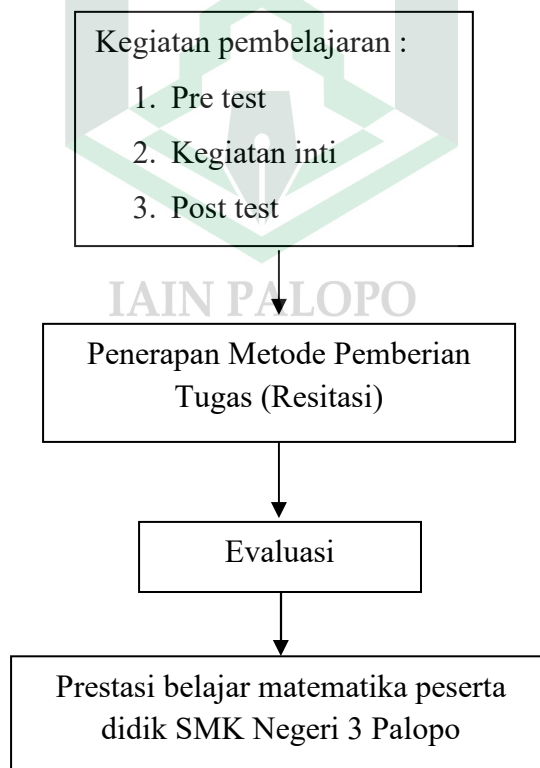 Kegiatan pembelajaran :
1. Pre test
2. Kegiatan inti
3. Post test
IAIN PALOPO
Penerapan Metode Pemberian
Tugas (Resitasi)
Evaluasi
Prestasi belajar matematika peserta
didik SMK Negeri 3 Palopo